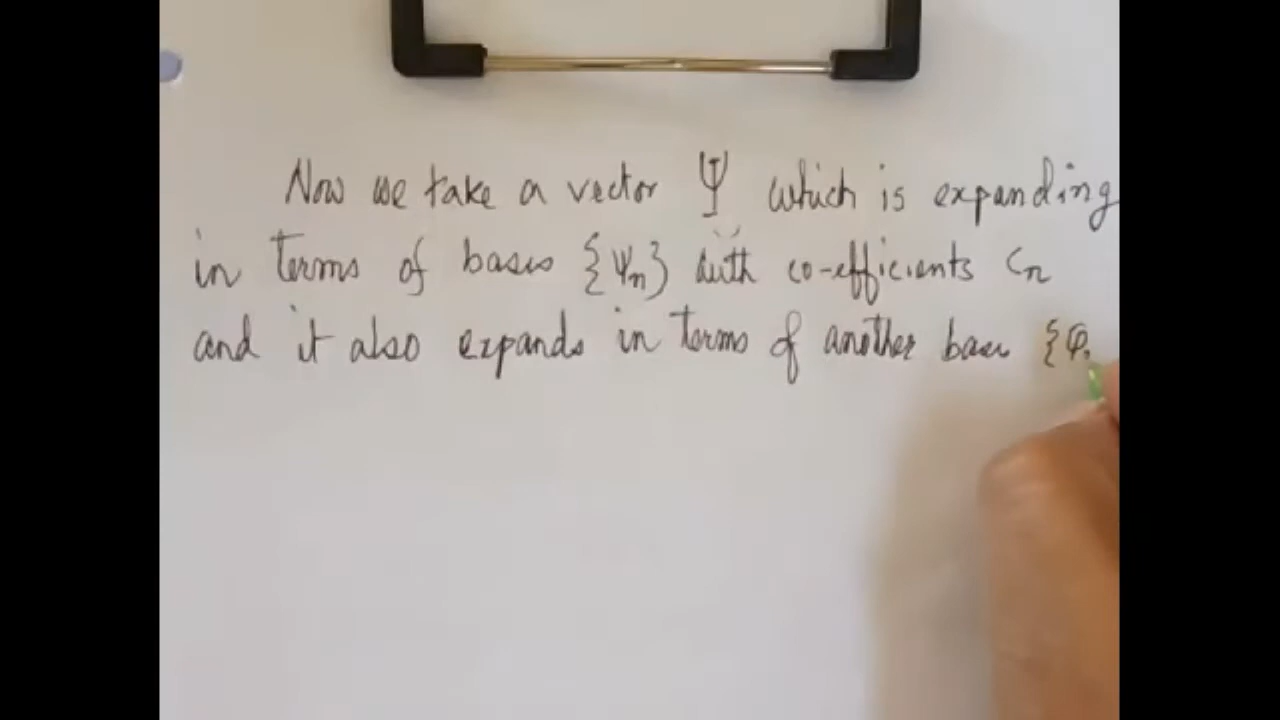 Now we take a vector Ψ which is expanding
in terms of basis {ψn} with co-efficients Cn
and it also expands in terms of another base {φ